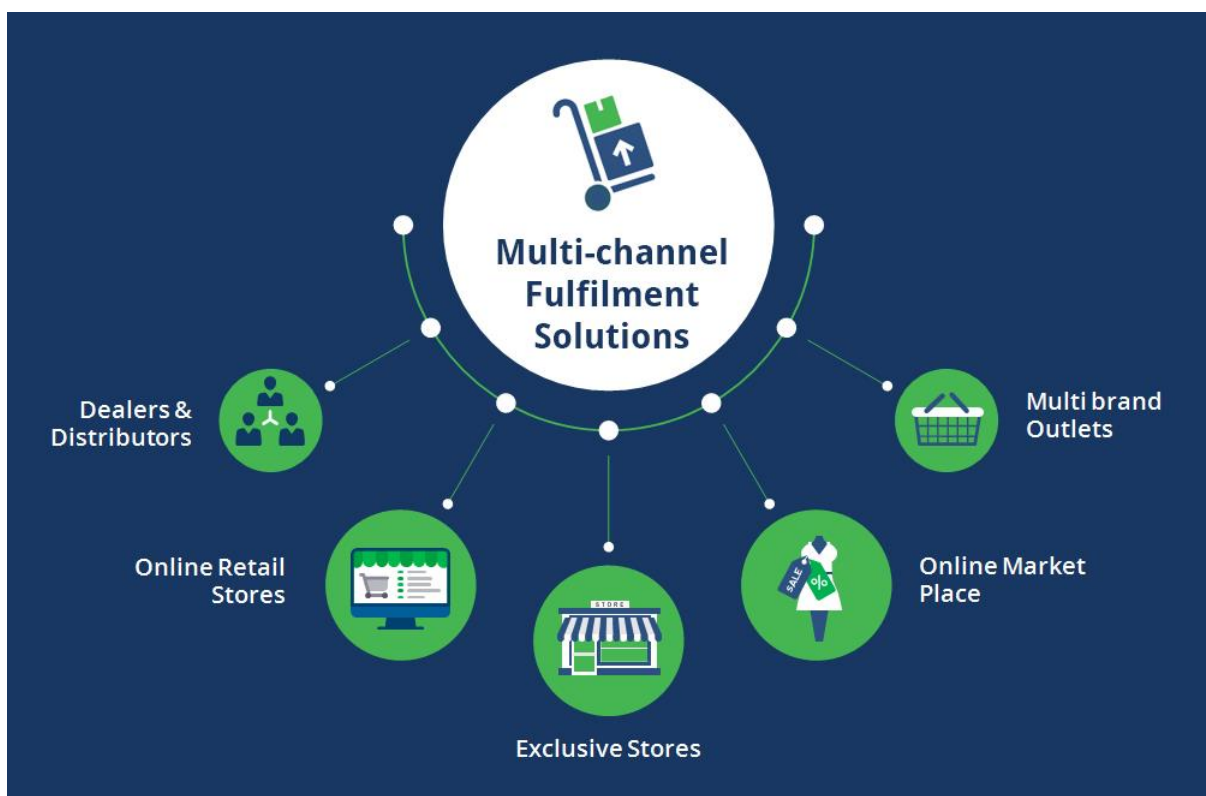 Multi-channel
Fulfilment
Solutions
Dealers &
Distributors
Multi brand
Outlets
Online Retail
Stores
SALE
%
Online Market
Place
STORE
Exclusive Stores